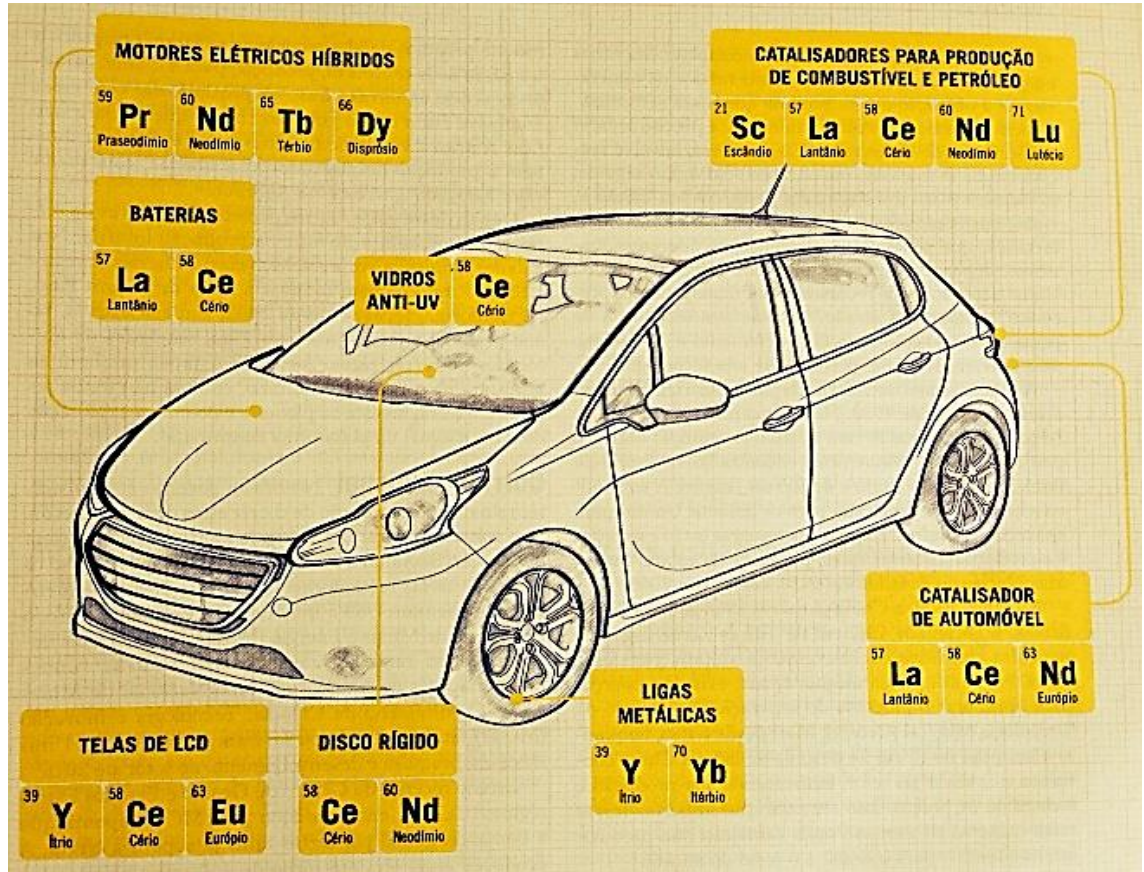 MOTORES ELÉTRICOS HÍBRIDOS
59 Pr Praseodímio
60 Nd Neodímio
65 Tb Térbio
66 Dy Disprósio
BATERIAS
57 La Lantânio
58 Ce Cério
VIDROS
ANTI-UV
58 Ce Cério
CATALISADORES PARA PRODUÇÃO
DE COMBUSTÍVEL E PETRÓLEO
21 Sc Escândio
57 La Lantânio
58 Ce Cério
60 Nd Neodímio
71 Lu Lutécio
CATALISADOR
DE AUTOMÓVEL
57 La Lantânio
58 Ce Cério
63 Nd Európio
LIGAS
METÁLICAS
39 Y Ítrio
70 Yb Itérbio
TELAS DE LCD
39 Y Ítrio
58 Ce Cério
63 Eu Európio
DISCO RÍGIDO
58 Ce Cério
60 Nd Neodímio